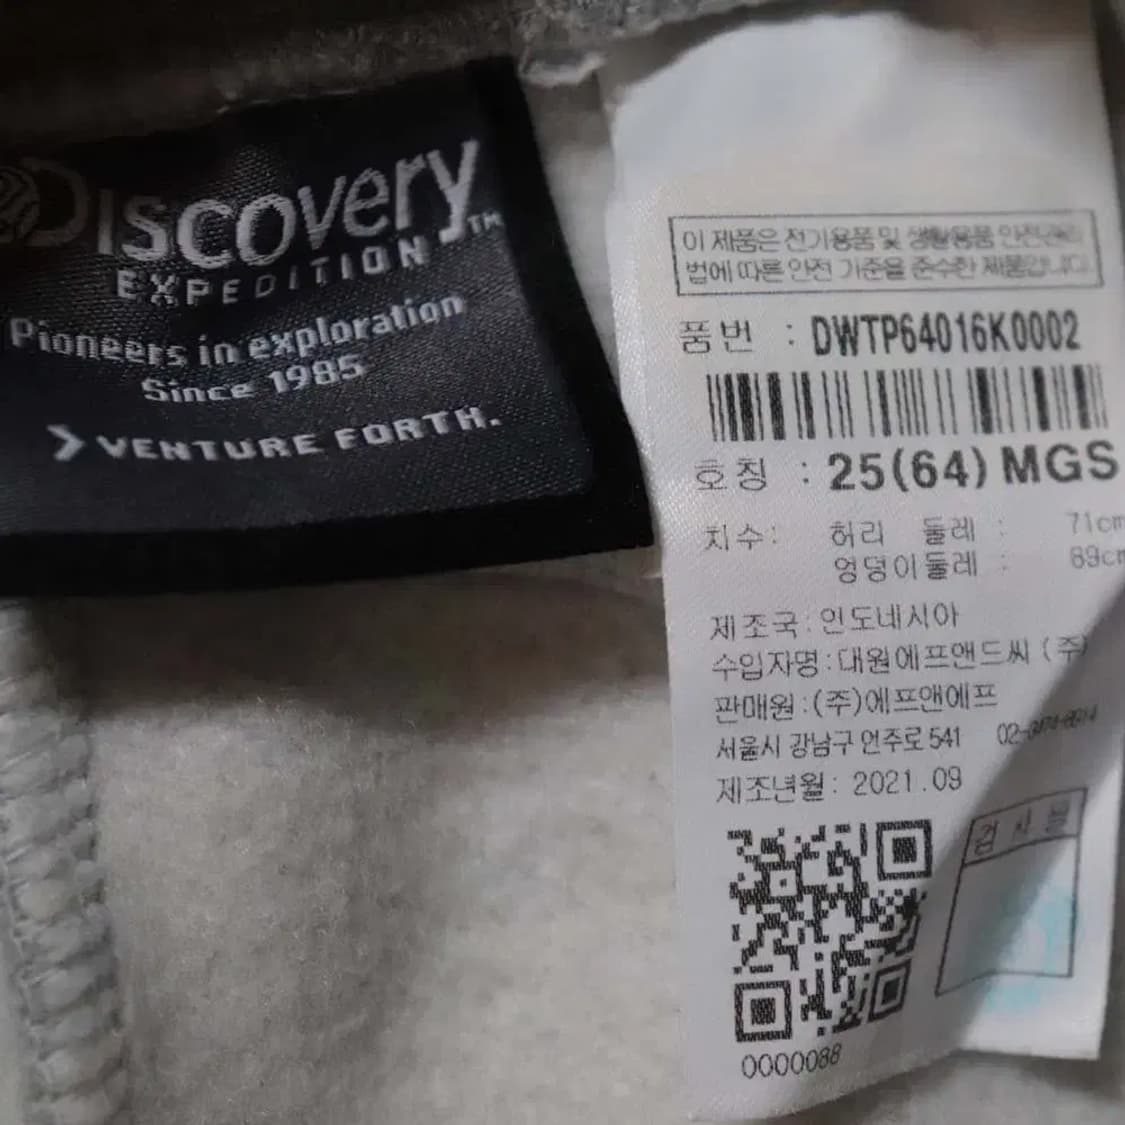 Discovery™
EXPEDITION
Pioneers in exploration
Since 1985
VENTURE FORTH.
이 제품은 전기용품 및 생활용품 안전관리
법에 따른 안전 기준을 준수한 제품입니다.
품번 : DWTP64016K0002
호칭 : 25(64) MGS
치수: 허리 둘레 : 71cm
엉덩이둘레 : 89cm
제조국:인도네시아
수입자명:대원에프앤드씨 (주)
판매원:(주)에프앤에프
서울시 강남구 언주로 541
제조년월: 2021.09
검사필
0000088